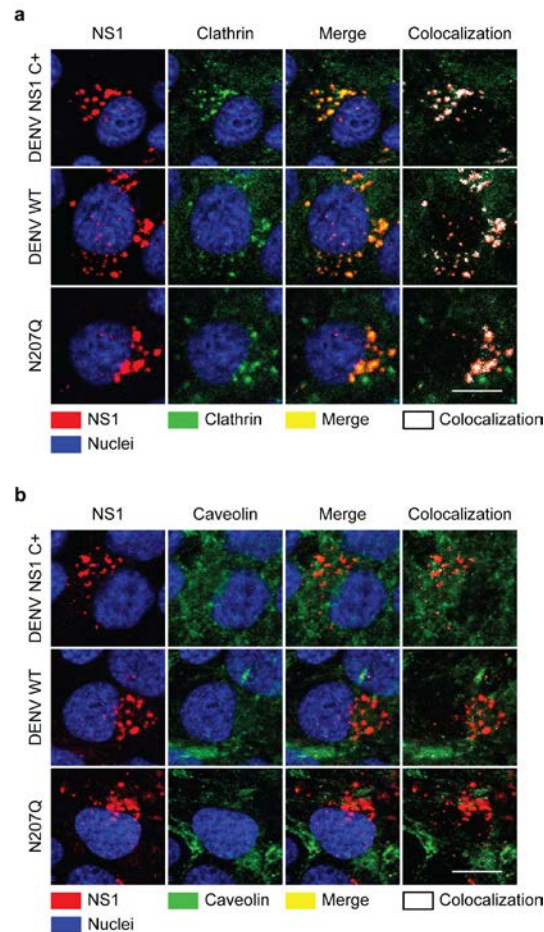 a
NS1 Clathrin Merge Colocalization
DENV NS1 C+
DENV WT
N207Q
NS1 Clathrin Merge Colocalization
Nuclei
b
NS1 Caveolin Merge Colocalization
DENV NS1 C+
DENV WT
N207Q
NS1 Caveolin Merge Colocalization
Nuclei